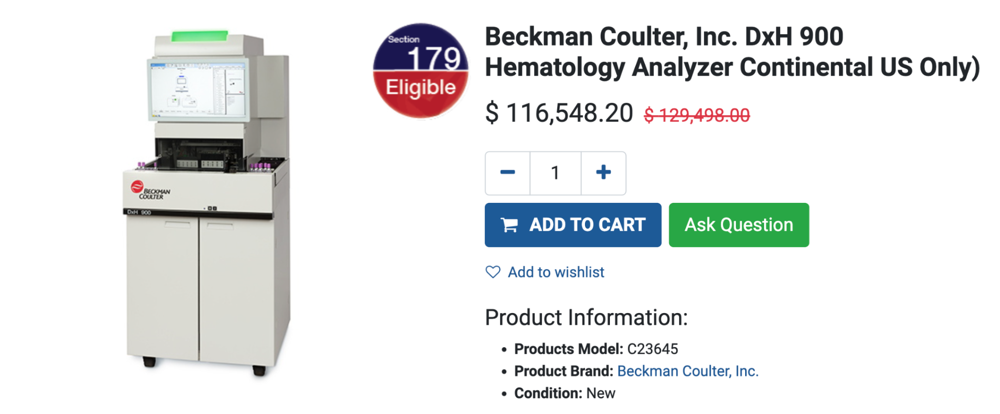 Section
179
Eligible
Beckman Coulter, Inc. DxH 900
Hematology Analyzer Continental US Only)
$ 116,548.20 $ 129,498.00
1
ADD TO CART
Ask Question
Add to wishlist
Product Information:
Products Model: C23645
Product Brand: Beckman Coulter, Inc.
Condition: New
BECKMAN
COULTER
DxH 900